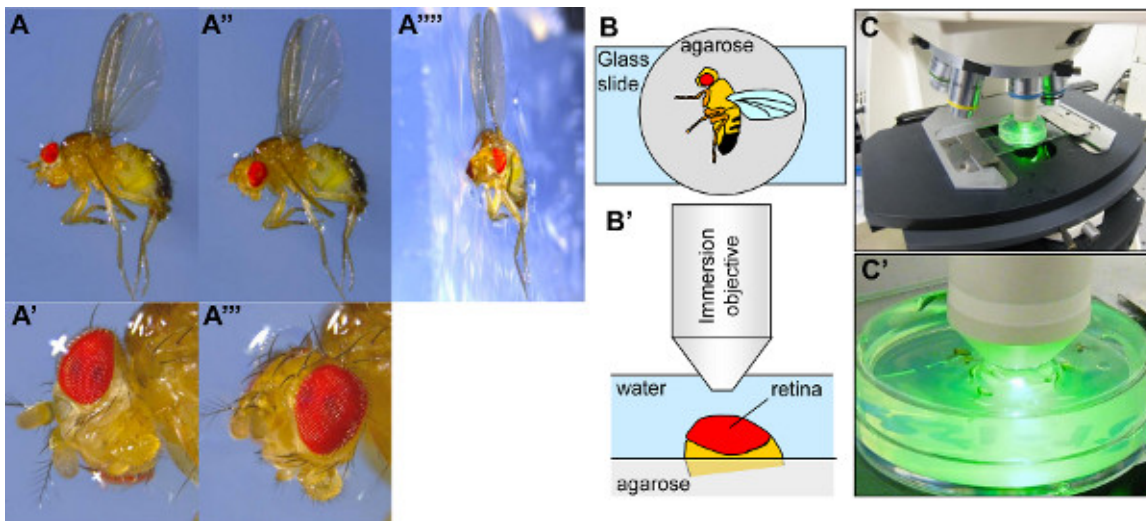 A
A''
A''''
A'
A'''
B
agarose
Glass
slide
B'
Immersion
objective
water
retina
agarose
C
C'